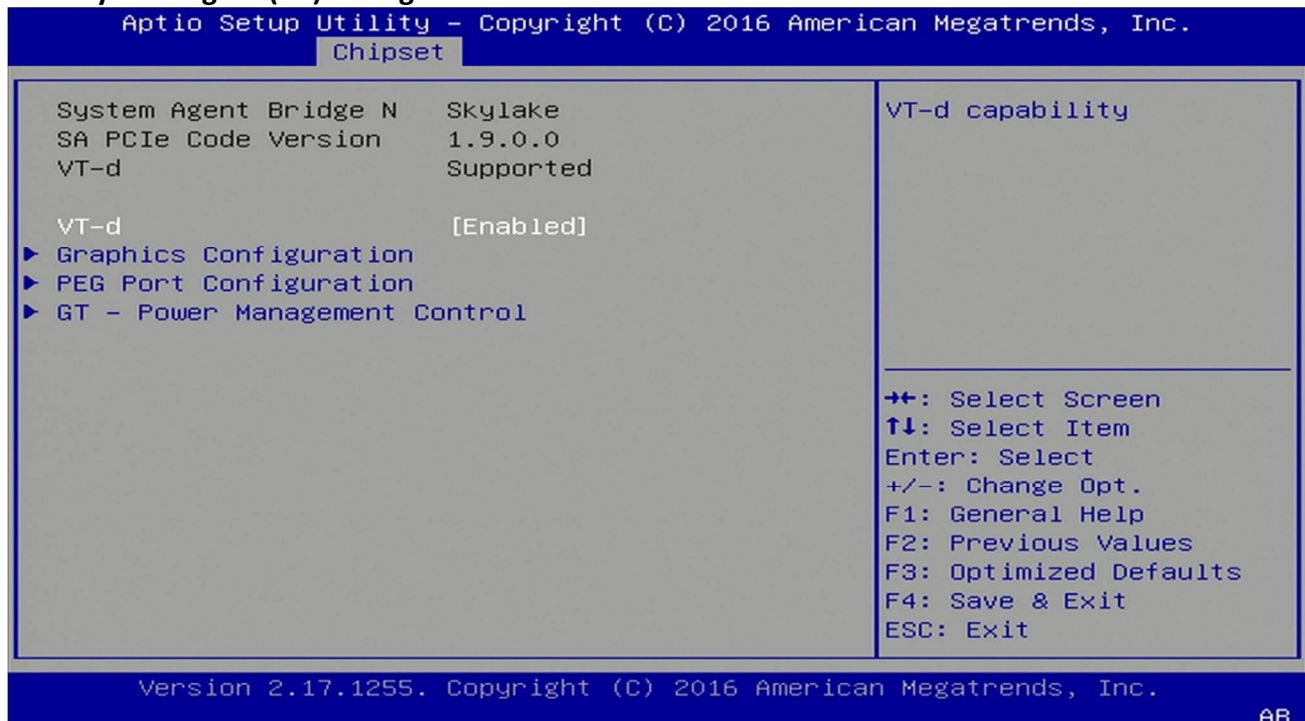 Aptio Setup Utility – Copyright (C) 2016 American Megatrends, Inc.
Chipset
System Agent Bridge N Skylake
SA PCIe Code Version 1.9.0.0
VT-d Supported
VT-d [Enabled]
► Graphics Configuration
► PEG Port Configuration
► GT – Power Management Control
VT-d capability
→←: Select Screen
↑↓: Select Item
Enter: Select
+/-: Change Opt.
F1: General Help
F2: Previous Values
F3: Optimized Defaults
F4: Save & Exit
ESC: Exit
Version 2.17.1255. Copyright (C) 2016 American Megatrends, Inc.
AB